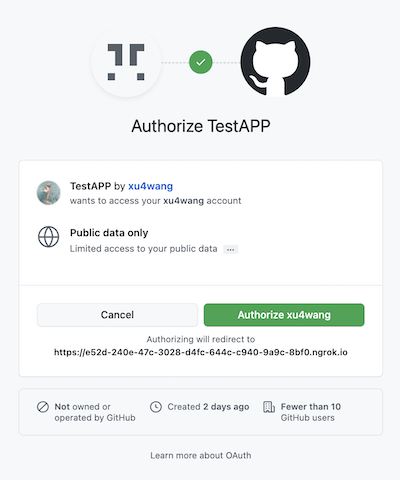 Authorize TestAPP
TestAPP by xu4wang
wants to access your xu4wang account
Public data only
Limited access to your public data ...
Cancel
Authorize xu4wang
Authorizing will redirect to
https://e52d-240e-47c-3028-d4fc-644c-c940-9a9c-8bf0.ngrok.io
Not owned or
operated by GitHub
Created 2 days ago
Fewer than 10
GitHub users
Learn more about OAuth